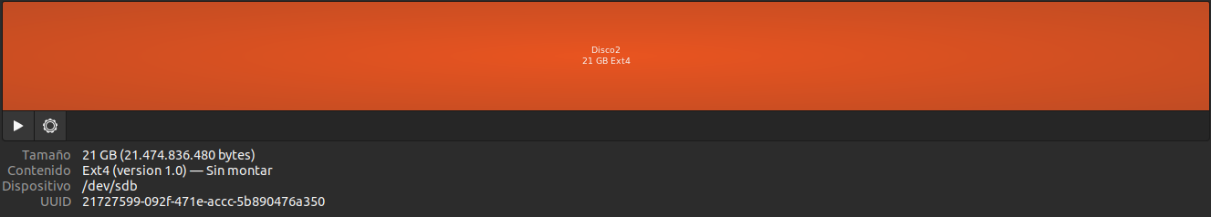 Disco2
21 GB Ext4
Tamaño 21 GB (21.474.836.480 bytes)
Contenido Ext4 (version 1.0) — Sin montar
Dispositivo /dev/sdb
UUID 21727599-092f-471e-accc-5b890476a350